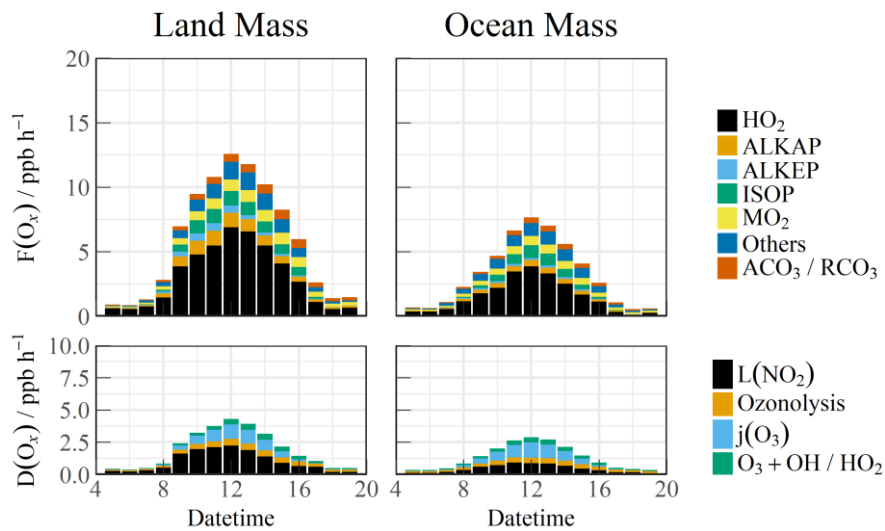 Land Mass
Ocean Mass
F(Oₓ) / ppb h⁻¹
20
15
10
5
0
HO₂
ALKAP
ALKEP
ISOP
MO₂
Others
ACO₃ / RCO₃
D(Oₓ) / ppb h⁻¹
10.0
7.5
5.0
2.5
0.0
4 8 12 16 20
4 8 12 16 20
Datetime
Datetime
L(NO₂)
Ozonolysis
j(O₃)
O₃ + OH / HO₂